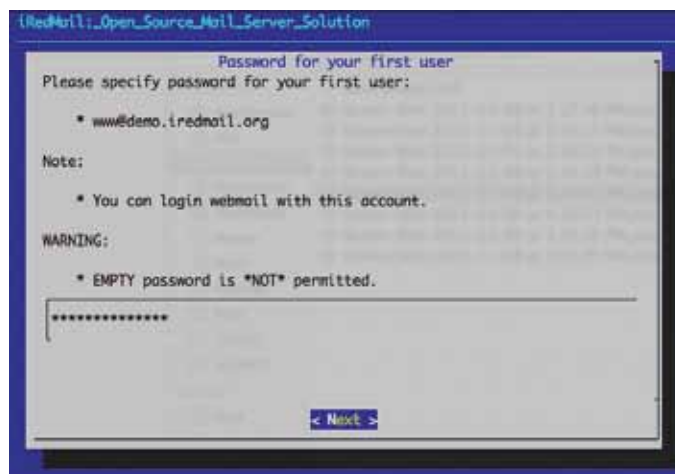 iRedMail:_Open_Source_Mail_Server_Solution
Password for your first user
Please specify password for your first user:
* www@demo.iredmail.org
Note:
* You can login webmail with this account.
WARNING:
* EMPTY password is *NOT* permitted.
**************
< Next >